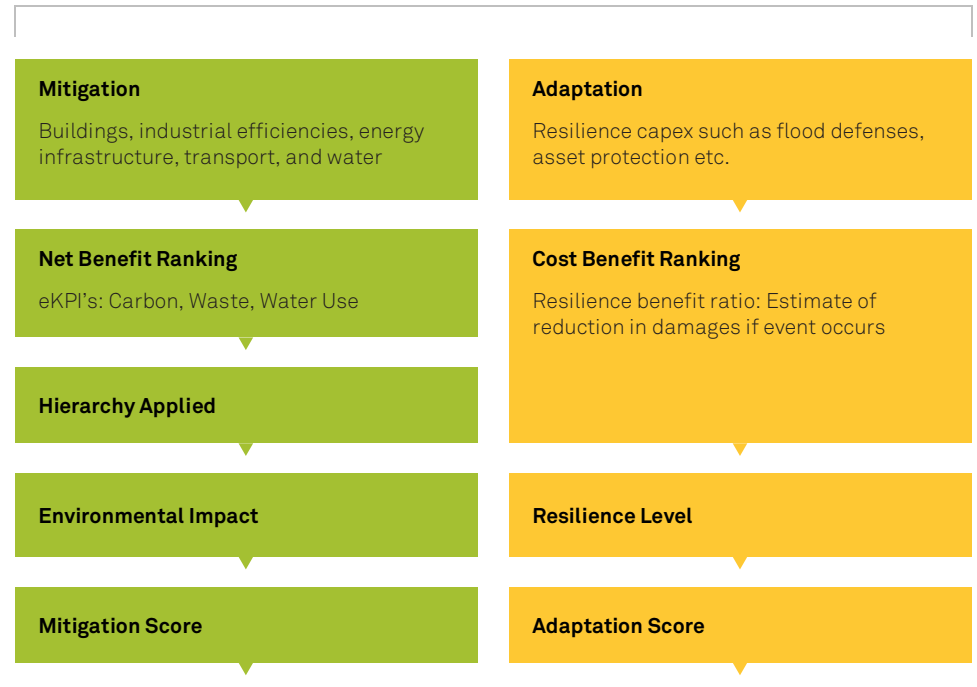 Mitigation
Buildings, industrial efficiencies, energy
infrastructure, transport, and water
Net Benefit Ranking
eKPI's: Carbon, Waste, Water Use
Hierarchy Applied
Environmental Impact
Mitigation Score
Adaptation
Resilience capex such as flood defenses,
asset protection etc.
Cost Benefit Ranking
Resilience benefit ratio: Estimate of
reduction in damages if event occurs
Resilience Level
Adaptation Score